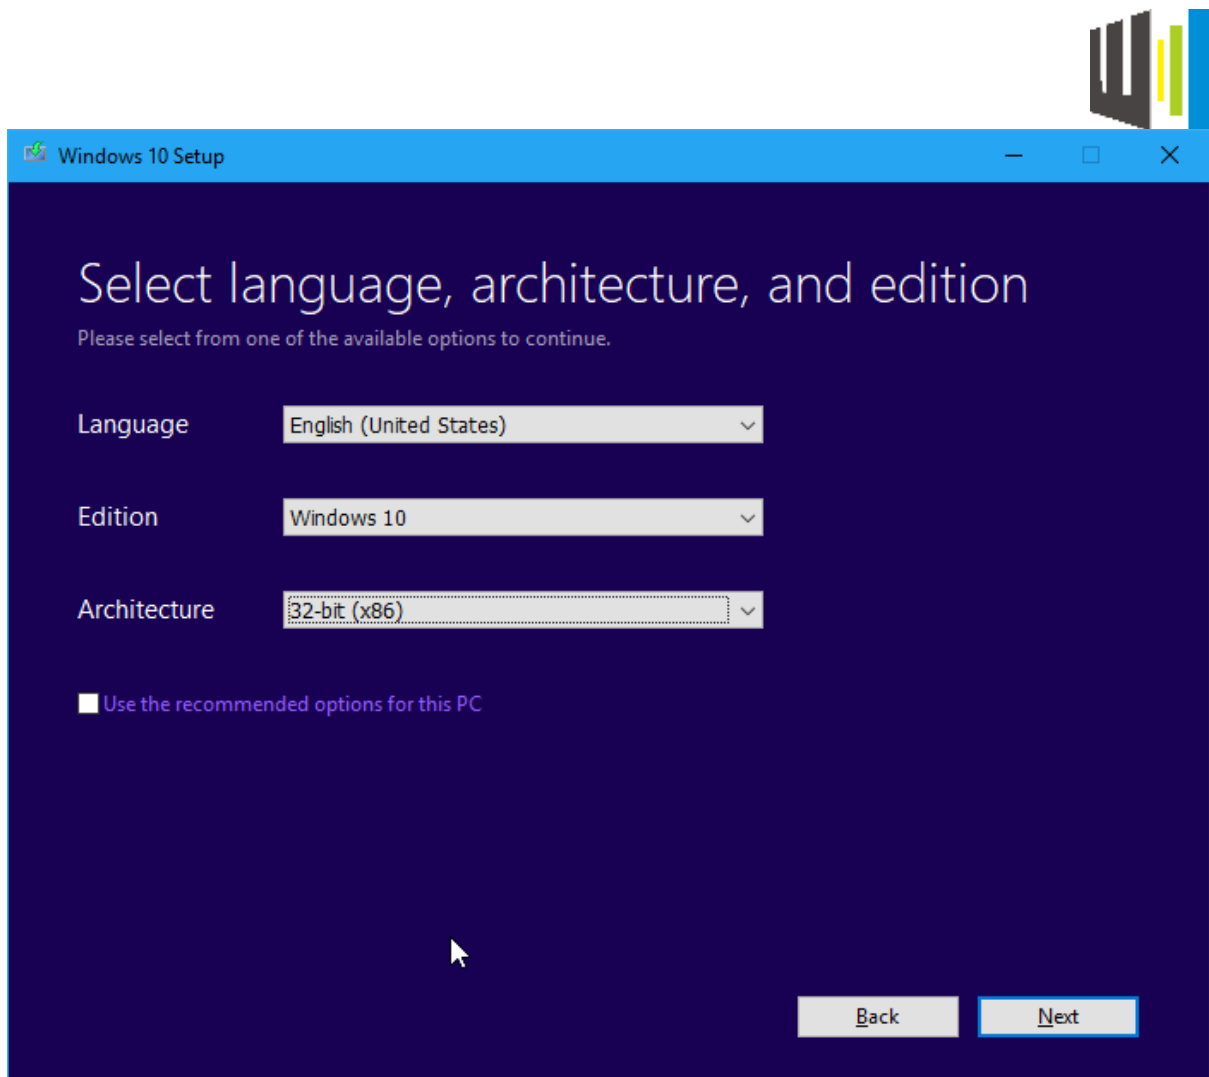 Windows 10 Setup
Select language, architecture, and edition
Please select from one of the available options to continue.
Language English (United States)
Edition Windows 10
Architecture 32-bit (x86)
Use the recommended options for this PC
Back Next